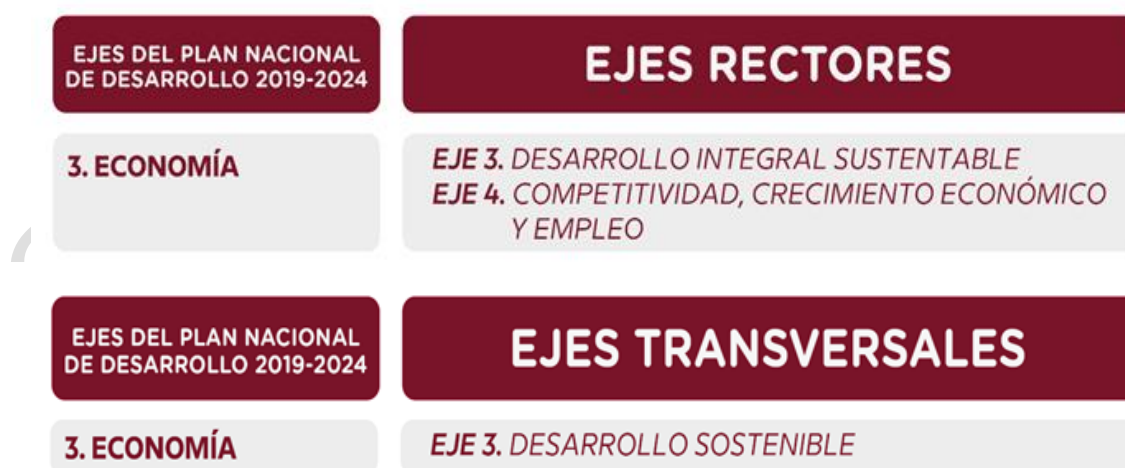 EJES DEL PLAN NACIONAL
DE DESARROLLO 2019-2024
EJES RECTORES
3. ECONOMÍA
EJE 3. DESARROLLO INTEGRAL SUSTENTABLE
EJE 4. COMPETITIVIDAD, CRECIMIENTO ECONÓMICO
Y EMPLEO
EJES DEL PLAN NACIONAL
DE DESARROLLO 2019-2024
EJES TRANSVERSALES
3. ECONOMÍA
EJE 3. DESARROLLO SOSTENIBLE